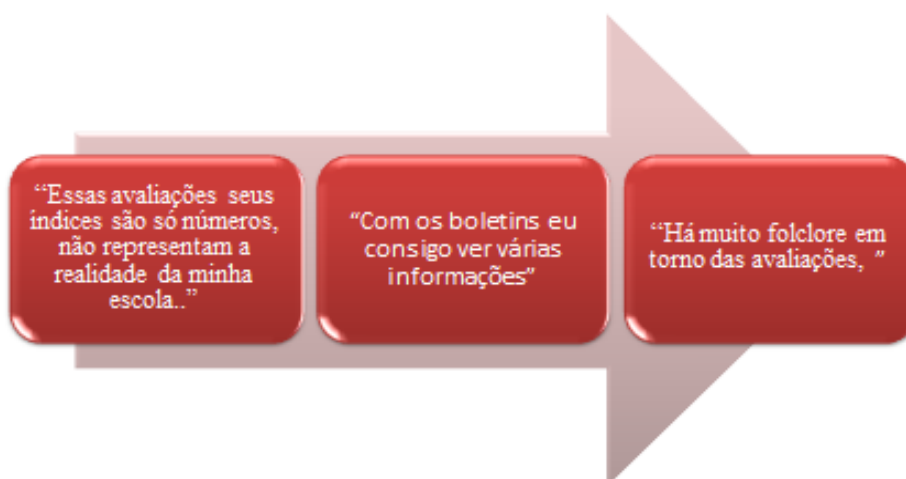 “Essas avaliações seus
índices são só números,
não representam a
realidade da minha
escola..”
“Com os boletins eu
consigo ver várias
informações”
“Há muito folclore em
torno das avaliações, ”